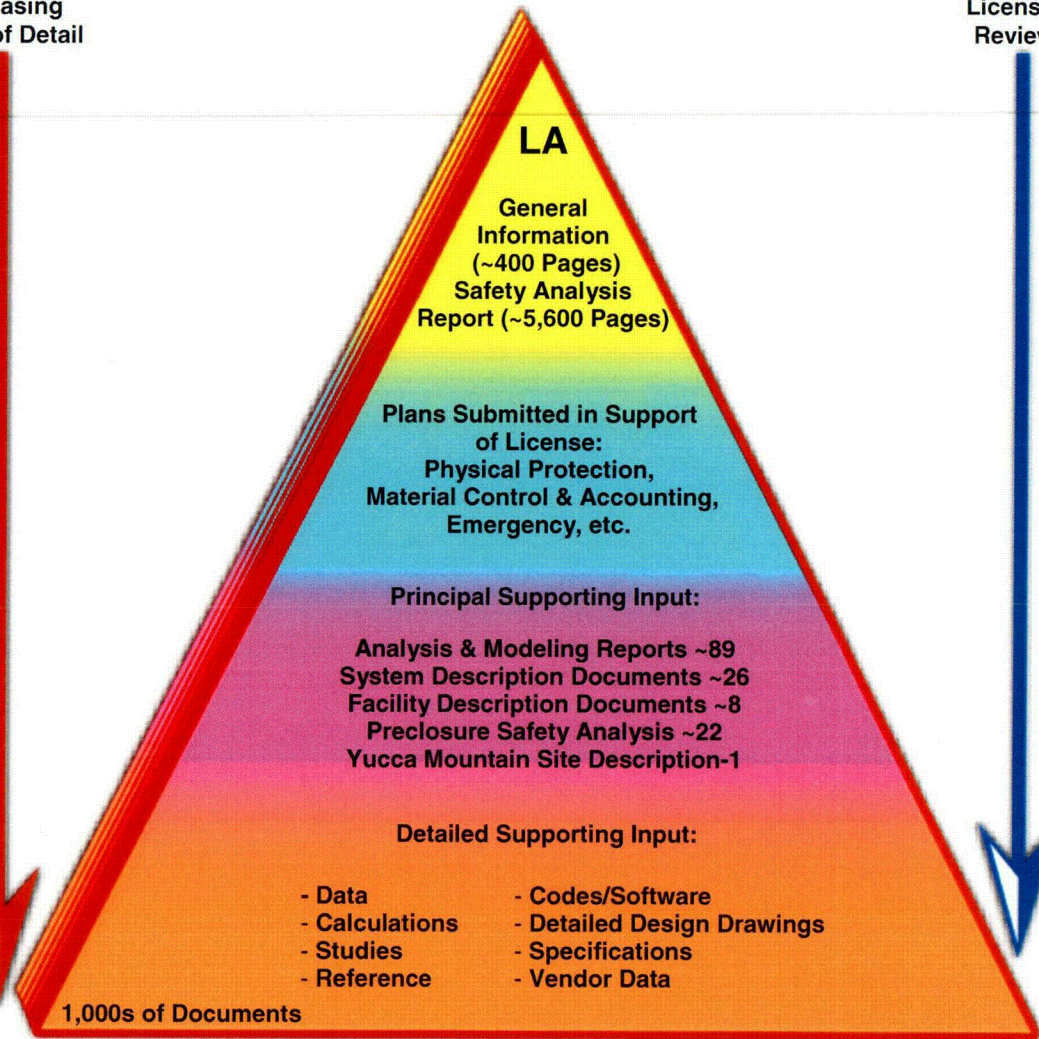 asing
of Detail
Licens
Review
LA
General
Information
(~400 Pages)
Safety Analysis
Report (~5,600 Pages)
Plans Submitted in Support
of License:
Physical Protection,
Material Control & Accounting,
Emergency, etc.
Principal Supporting Input:
Analysis & Modeling Reports ~89
System Description Documents ~26
Facility Description Documents ~8
Preclosure Safety Analysis ~22
Yucca Mountain Site Description-1
Detailed Supporting Input:
- Data
- Calculations
- Studies
- Reference
- Codes/Software
- Detailed Design Drawings
- Specifications
- Vendor Data
1,000s of Documents